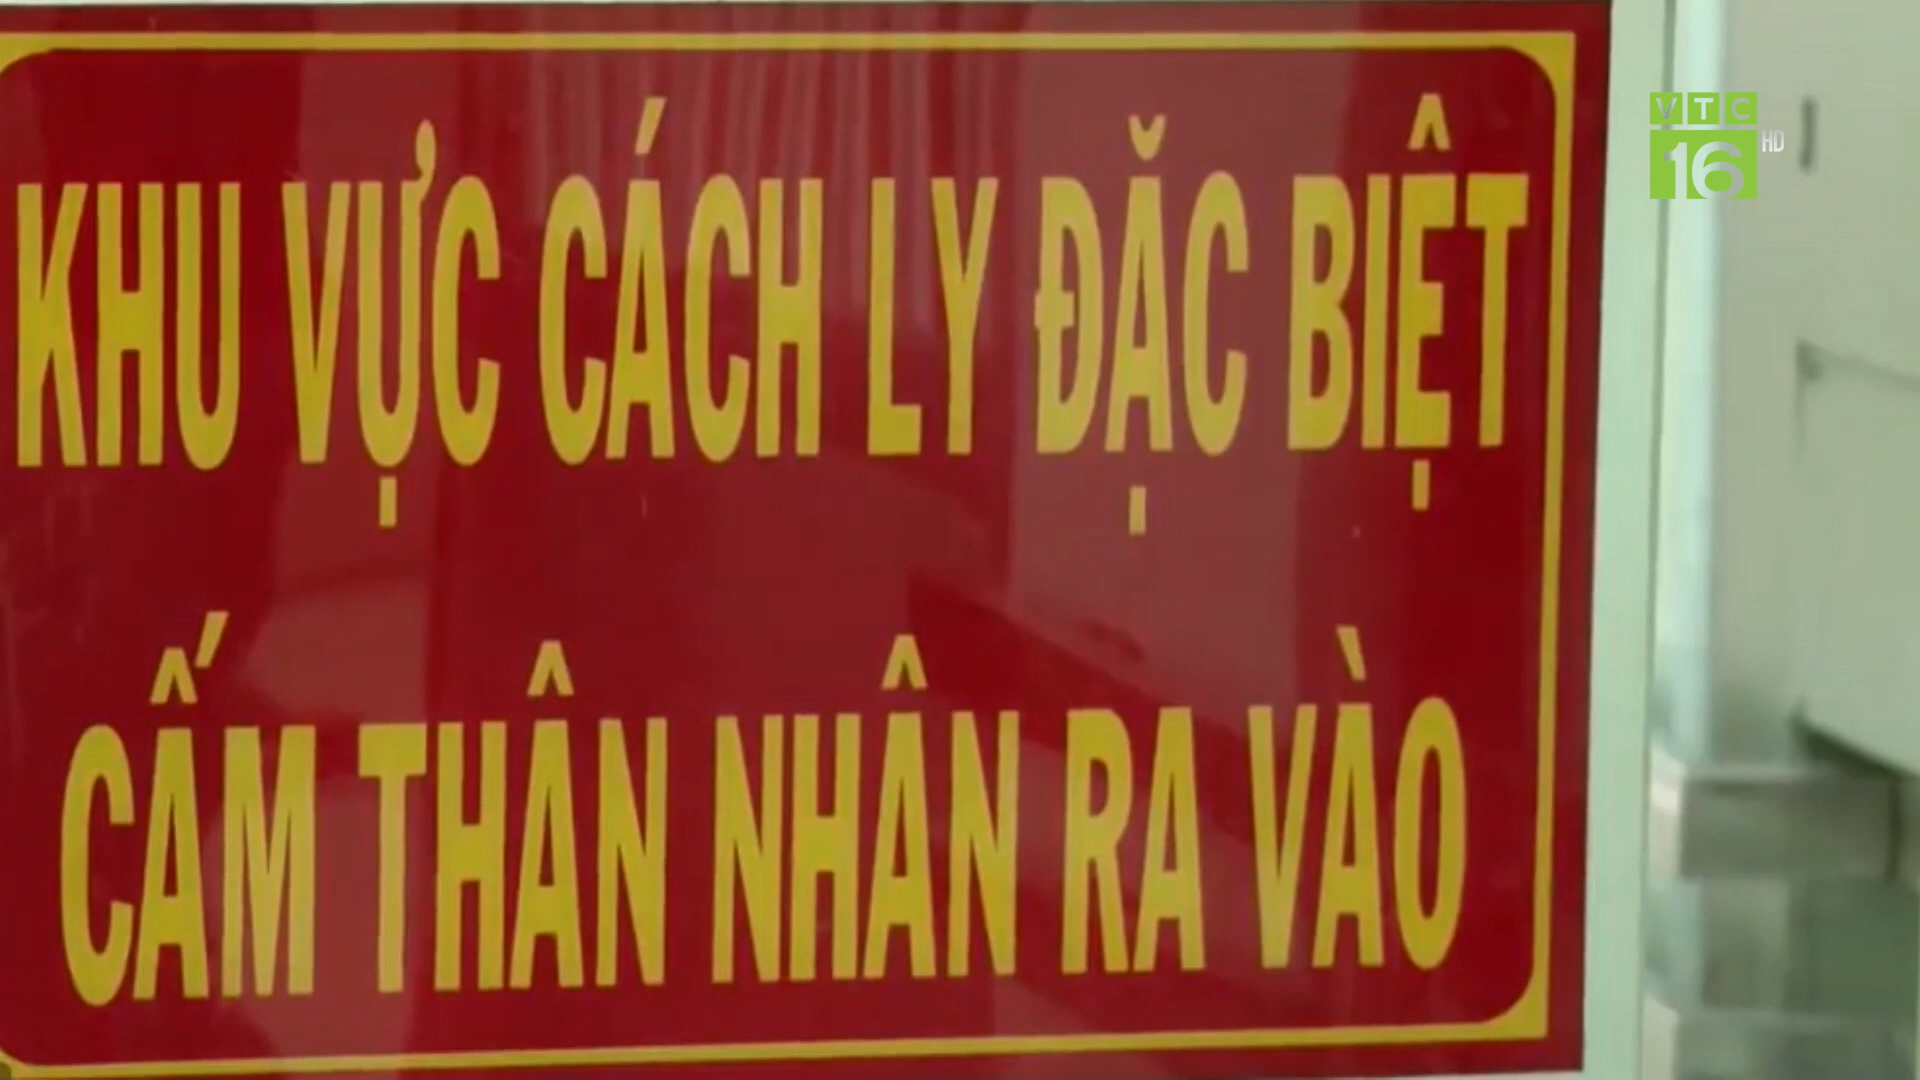 KHU VỰC CÁCH LY ĐẶC BIỆT
CẤM THÂN NHÂN RA VÀO
VTC
16 HD